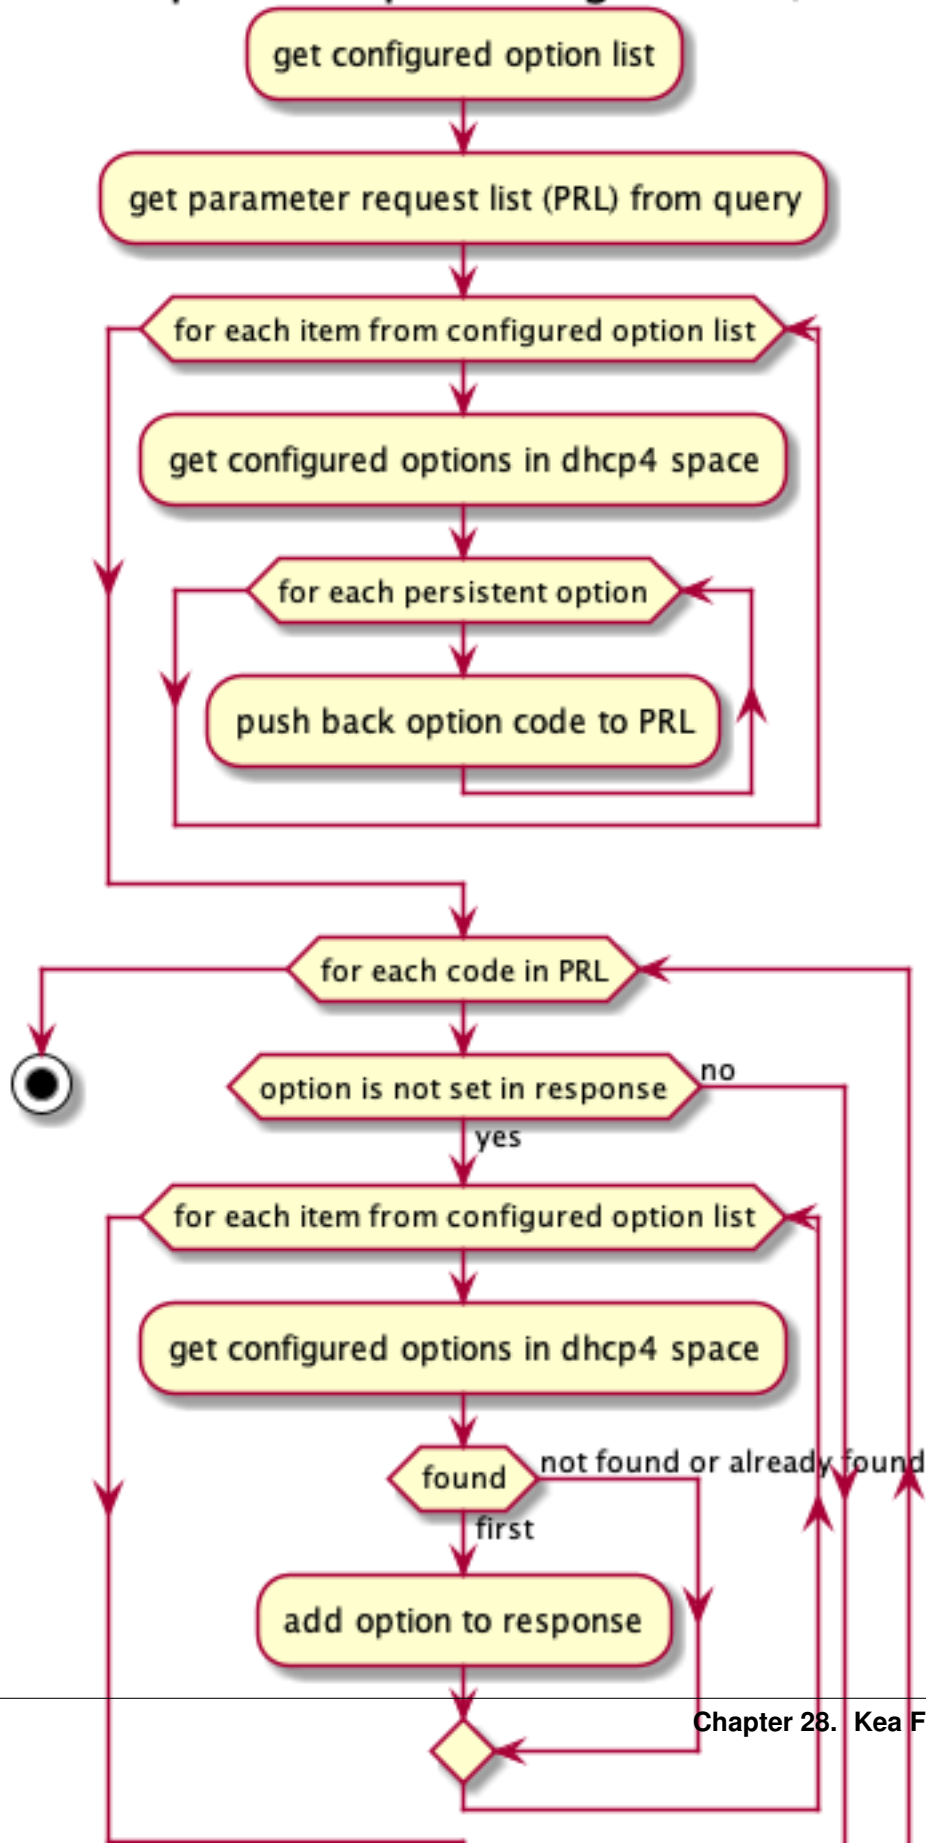 get configured option list
get parameter request list (PRL) from query
for each item from configured option list
get configured options in dhcp4 space
for each persistent option
push back option code to PRL
for each code in PRL
option is not set in response
no
yes
for each item from configured option list
get configured options in dhcp4 space
not found or already found
found
first
add option to response
Chapter 28. Kea F